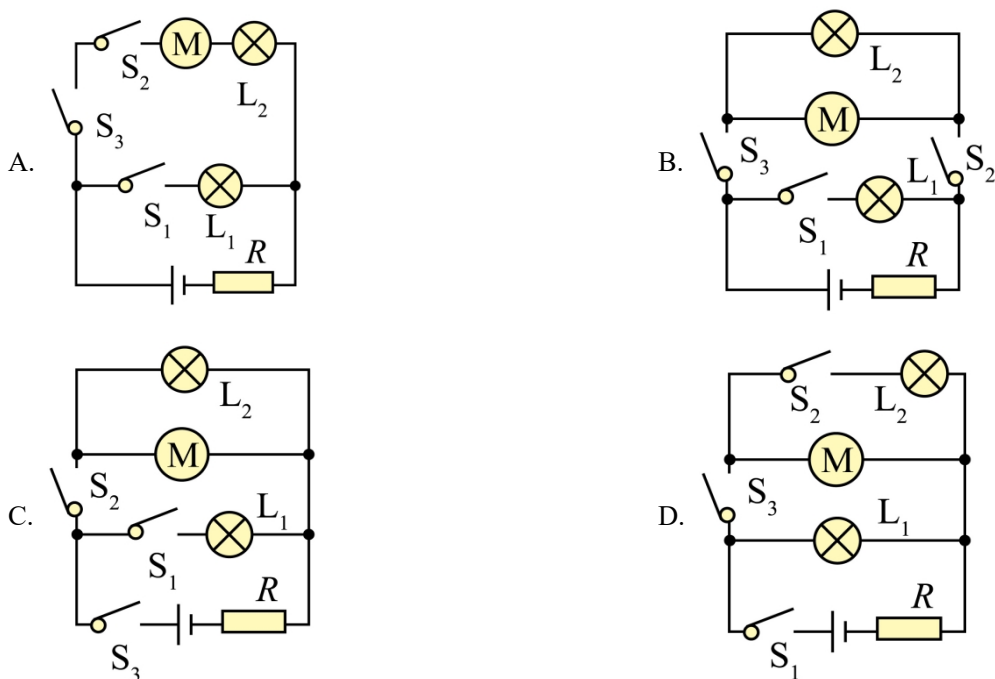 A.
S₂
M
L₂
S₃
S₁
L₁
R
B.
L₂
M
S₃
L₁
S₂
S₁
R
C.
L₂
M
S₂
L₁
S₁
R
S₃
D.
S₂
L₂
M
S₃
L₁
R
S₁